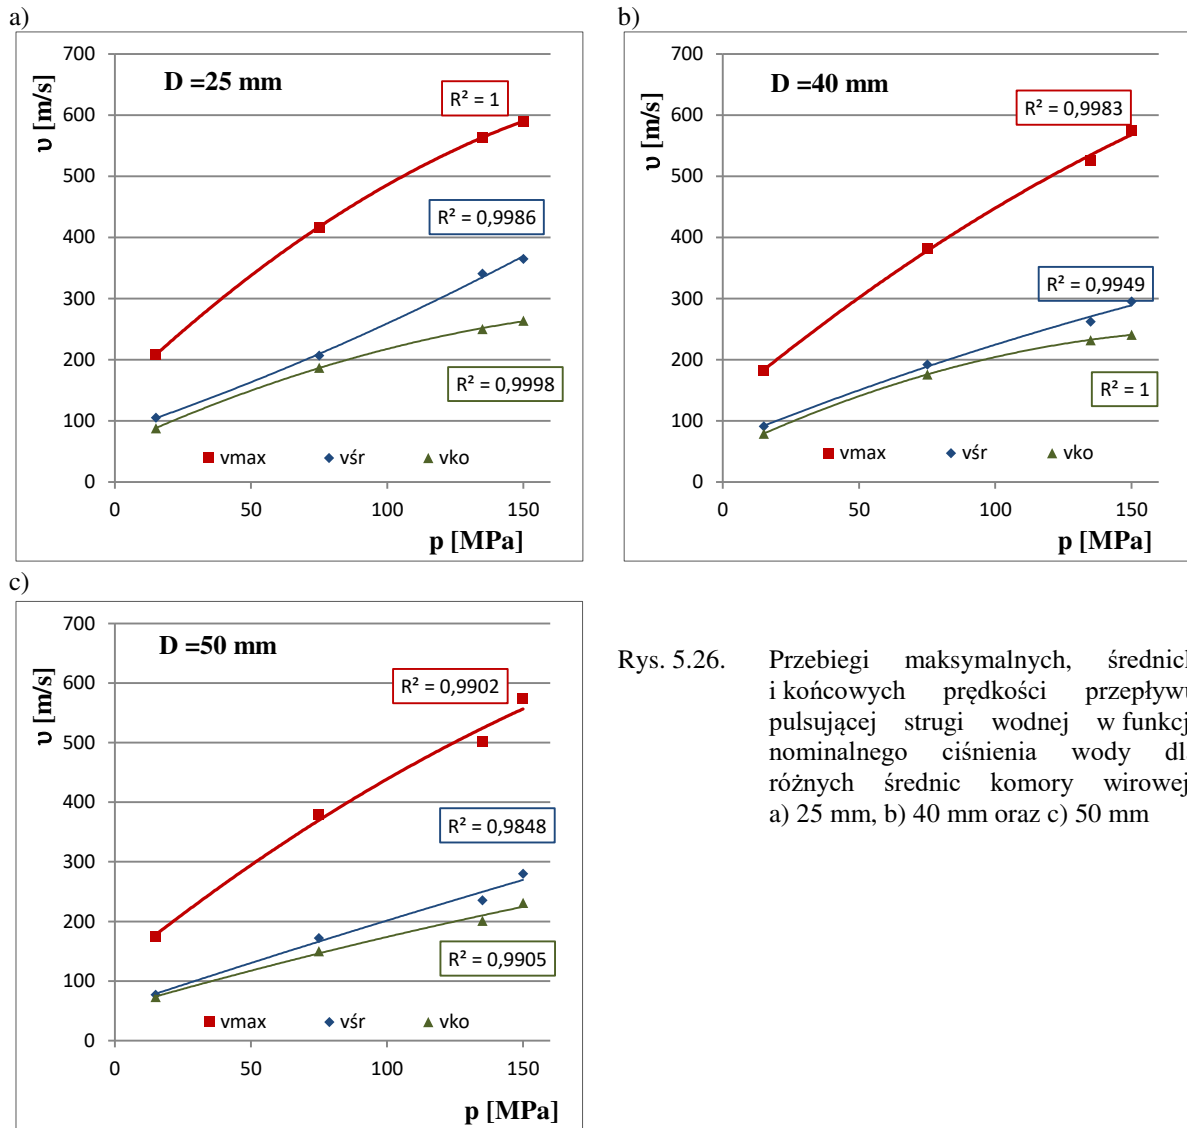 a)
700
600
500
400
300
200
100
0
υ [m/s]
D =25 mm
R² = 1
R² = 0,9986
R² = 0,9998
vmax vśr vko
0 50 100 150
p [MPa]
b)
700
600
500
400
300
200
100
0
υ [m/s]
D =40 mm
R² = 0,9983
R² = 0,9949
R² = 1
vmax vśr vko
0 50 100 150
p [MPa]
c)
700
600
500
400
300
200
100
0
υ [m/s]
D =50 mm
R² = 0,9902
R² = 0,9848
R² = 0,9905
vmax vśr vko
0 50 100 150
p [MPa]
Rys. 5.26. Przebiegi maksymalnych, średnich
i końcowych prędkości przepływu
pulsującej strugi wodnej w funkcj
nominalnego ciśnienia wody dl
różnych średnic komory wirowej
a) 25 mm, b) 40 mm oraz c) 50 mm